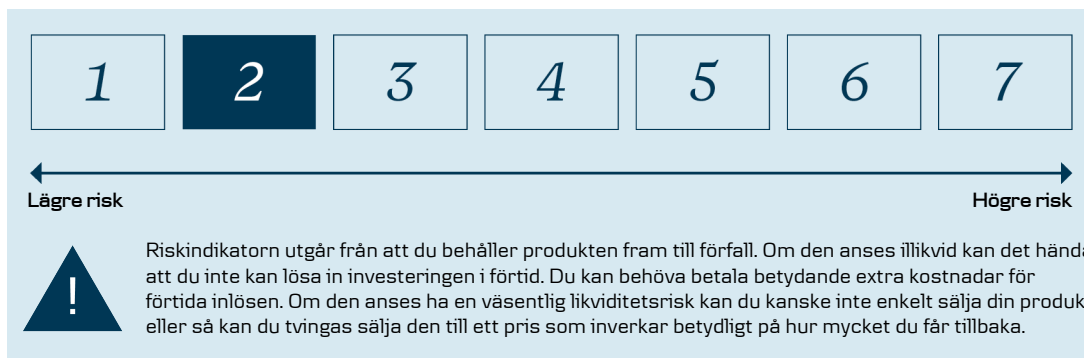 1 2 3 4 5 6 7
Lägre risk Högre risk
Riskindikatorn utgår från att du behåller produkten fram till förfall. Om den anses illikvid kan det hända
att du inte kan lösa in investeringen i förtid. Du kan behöva betala betydande extra kostnadar för
förtida inlösen. Om den anses ha en väsentlig likviditetsrisk kan du kanske inte enkelt sälja din produk
eller så kan du tvingas sälja den till ett pris som inverkar betydligt på hur mycket du får tillbaka.
!